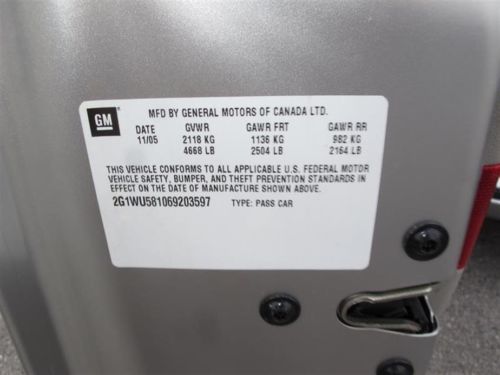 GM
MFD BY GENERAL MOTORS OF CANADA LTD.
DATE GVWR GAWR FRT GAWR RR
11/05 2118 KG 1136 KG 982 KG
4668 LB 2504 LB 2164 LB
THIS VEHICLE CONFORMS TO ALL APPLICABLE U.S. FEDERAL MOTOR
VEHICLE SAFETY, BUMPER, AND THEFT PREVENTION STANDARDS IN
EFFECT ON THE DATE OF MANUFACTURE SHOWN ABOVE.
2G1WU581069203597 TYPE: PASS CAR